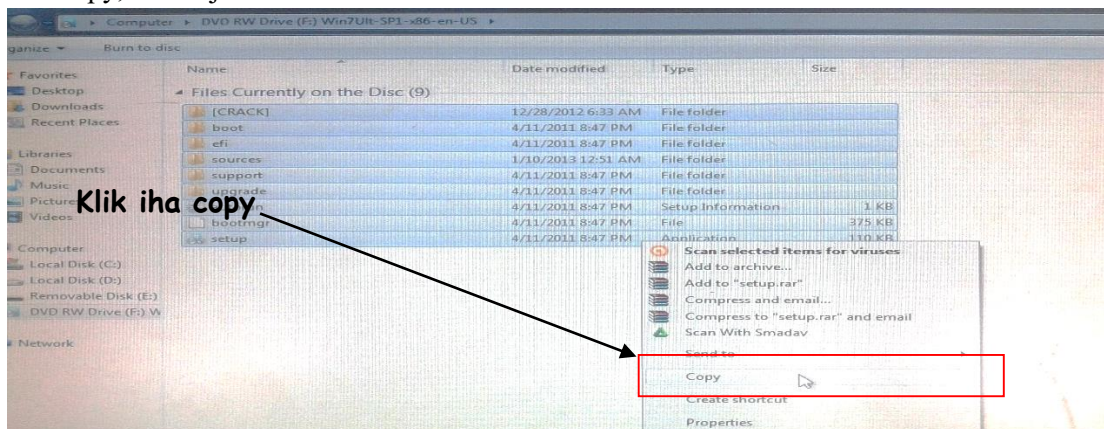 Computer ▸ DVD RW Drive (F:) Win7Ult-SP1-x86-en-US ▸
Burn to disc
Name Date modified Type Size
Favorites
Desktop
Downloads
Recent Places
Libraries
Documents
Music
Videos
Computer
Local Disk (C:)
Local Disk (D:)
Removable Disk (E:)
DVD RW Drive (F:) W
Network
Files Currently on the Disc (9)
[CRACK] 12/28/2012 6:33 AM File folder
boot 4/11/2011 8:47 PM File folder
efi 4/11/2011 8:47 PM File folder
sources 1/10/2013 12:51 AM File folder
support 4/11/2011 8:47 PM File folder
upgrade 4/11/2011 8:47 PM File folder
4/11/2011 8:47 PM Setup Information 1 KB
bootmgr 4/11/2011 8:47 PM File 375 KB
setup 4/11/2011 8:47 PM Application 110 KB
Klik iha copy
Scan selected items for viruses
Add to archive...
Add to "setup.rar"
Compress and email...
Compress to "setup.rar" and email
Scan With Smadav
Send to
Copy
Create shortcut
Properties